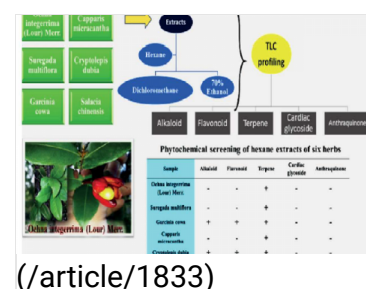 integerrima
(Lour) Merr.
Capparis
micracantha
Suregada
multiflora
Cryptolepis
dubia
Garcinia
cowa
Salacia
chinensis
Extracts
Hexane
Dichloromethane
70%
Ethanol
TLC
profiling
Alkaloid
Flavonoid
Terpene
Cardiac
glycoside
Anthraquinone
Phytochemical screening of hexane extracts of six herbs
Sample Alkaloid Flavonoid Terpene Cardiac glycoside Anthraquinone
Ochna integerrima (Lour) Merr - - + - -
Suregada multiflora - - + - -
Garcinia cowa + + + - -
Capparis micracantha - - + - -
Cryptolepis dubia + + + - -
Ochna integerrima (Lour) Merr.
(/article/1833)